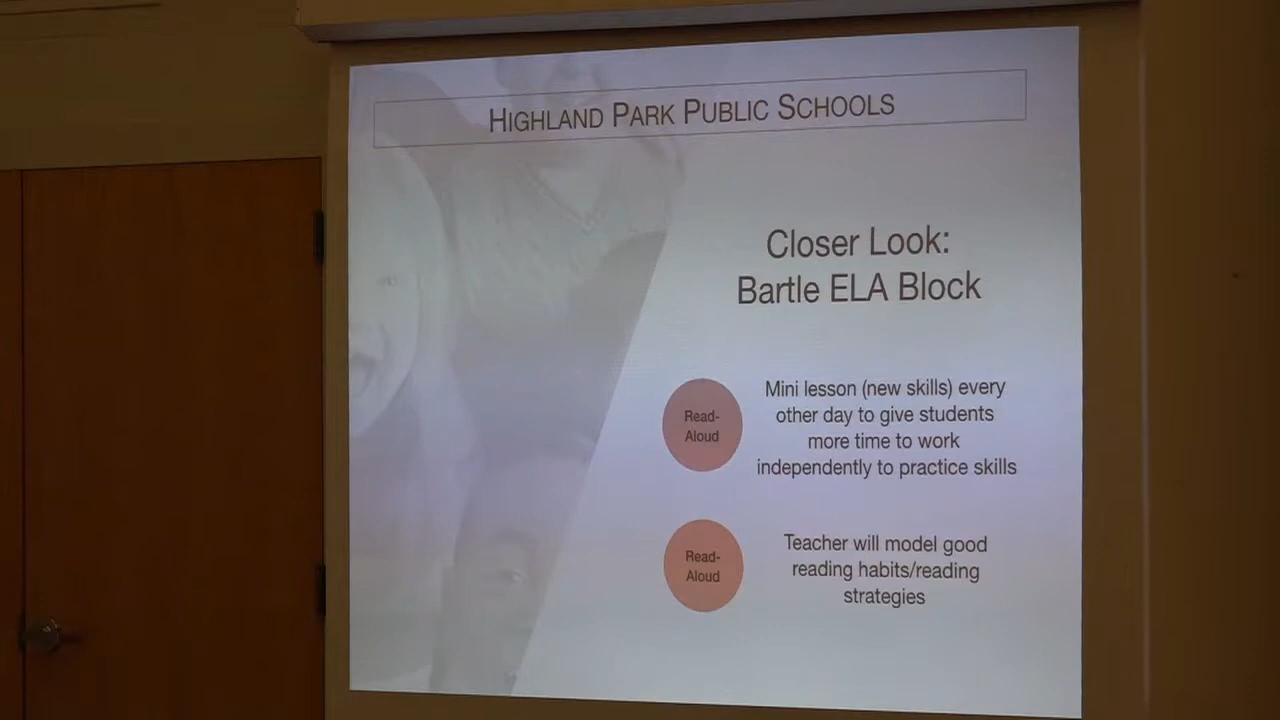 HIGHLAND PARK PUBLIC SCHOOLS
Closer Look:
Bartle ELA Block
Read-
Aloud
Mini lesson (new skills) every
other day to give students
more time to work
independently to practice skills
Read-
Aloud
Teacher will model good
reading habits/reading
strategies